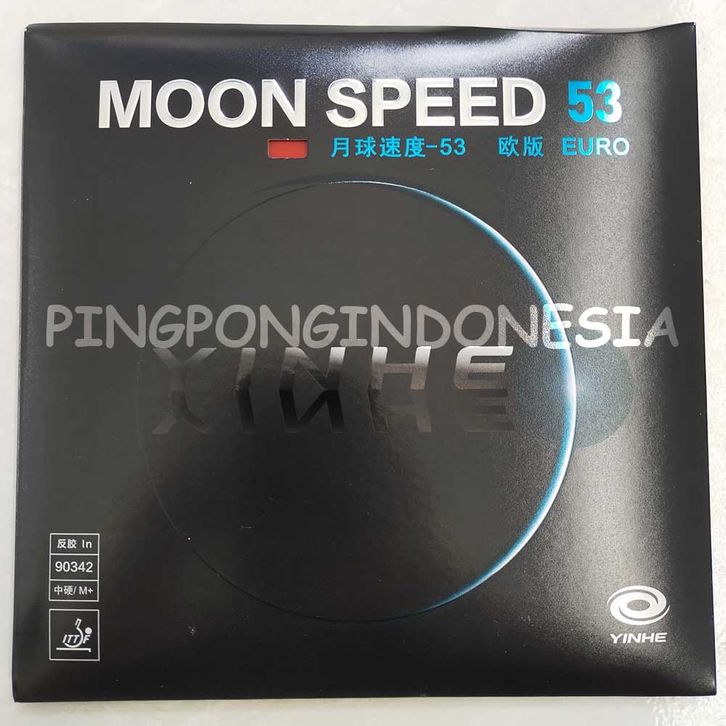 MOON SPEED 53
月球速度-53 欧版 EURO
PINGPONGINDONESIA
YINHE
反胶 In
90342
中硬/ M+
ITTF
YINHE